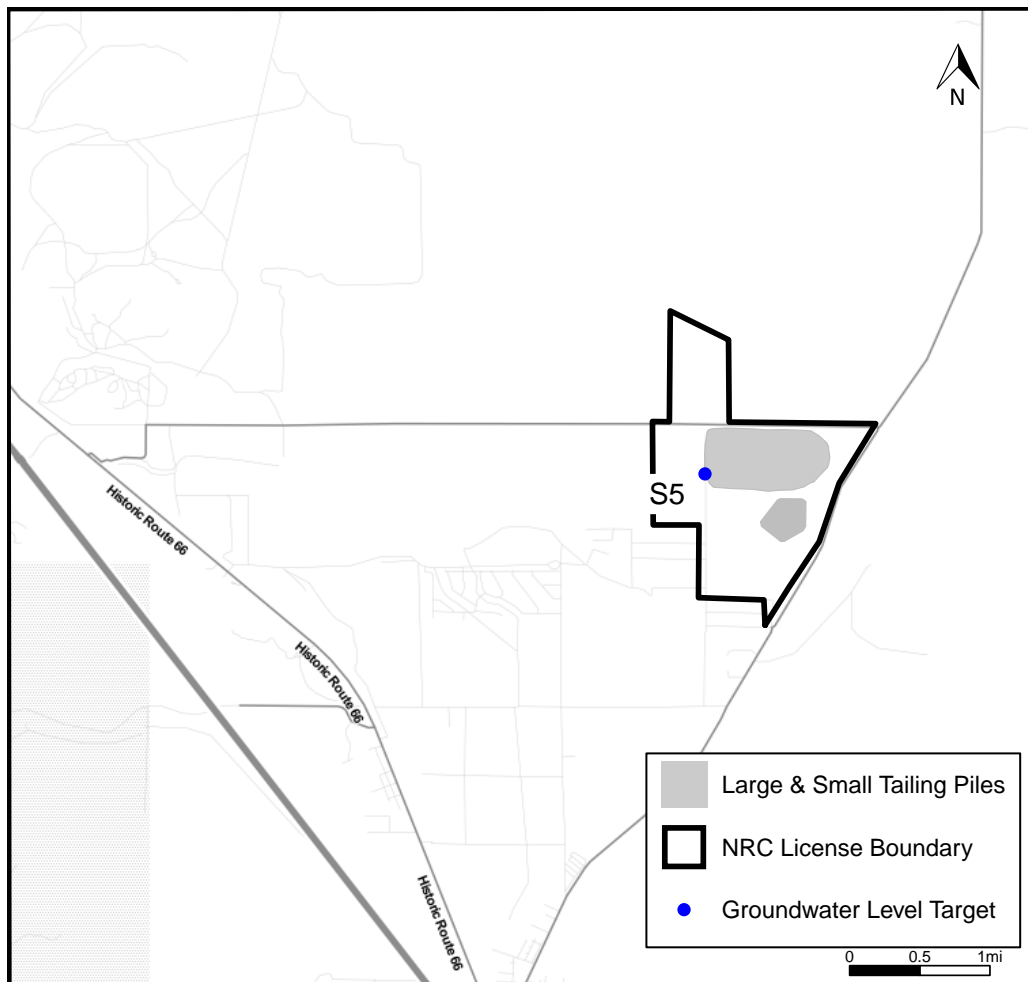 N
S5
Historic Route 66
Historic Route 66
Historic Route 66
Large & Small Tailing Piles
NRC License Boundary
Groundwater Level Target
0 0.5 1mi